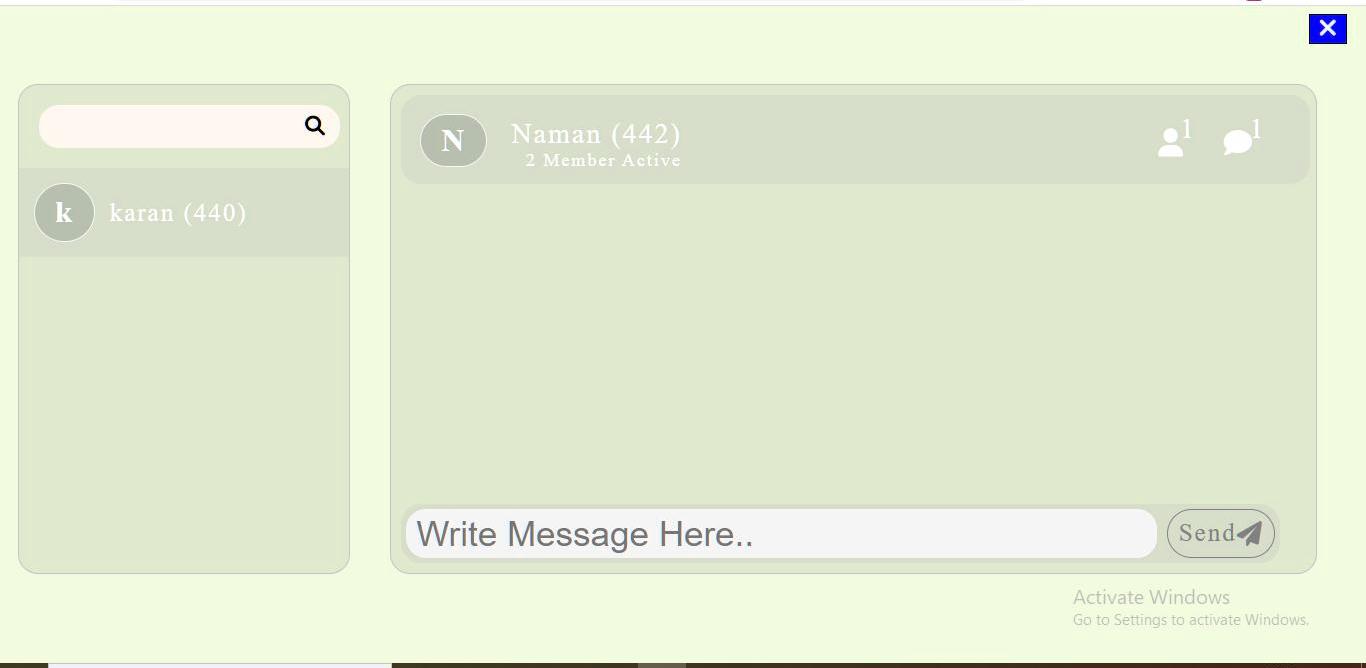 k
karan (440)
N
Naman (442)
2 Member Active
1
1
Write Message Here..
Send
Activate Windows
Go to Settings to activate Windows.